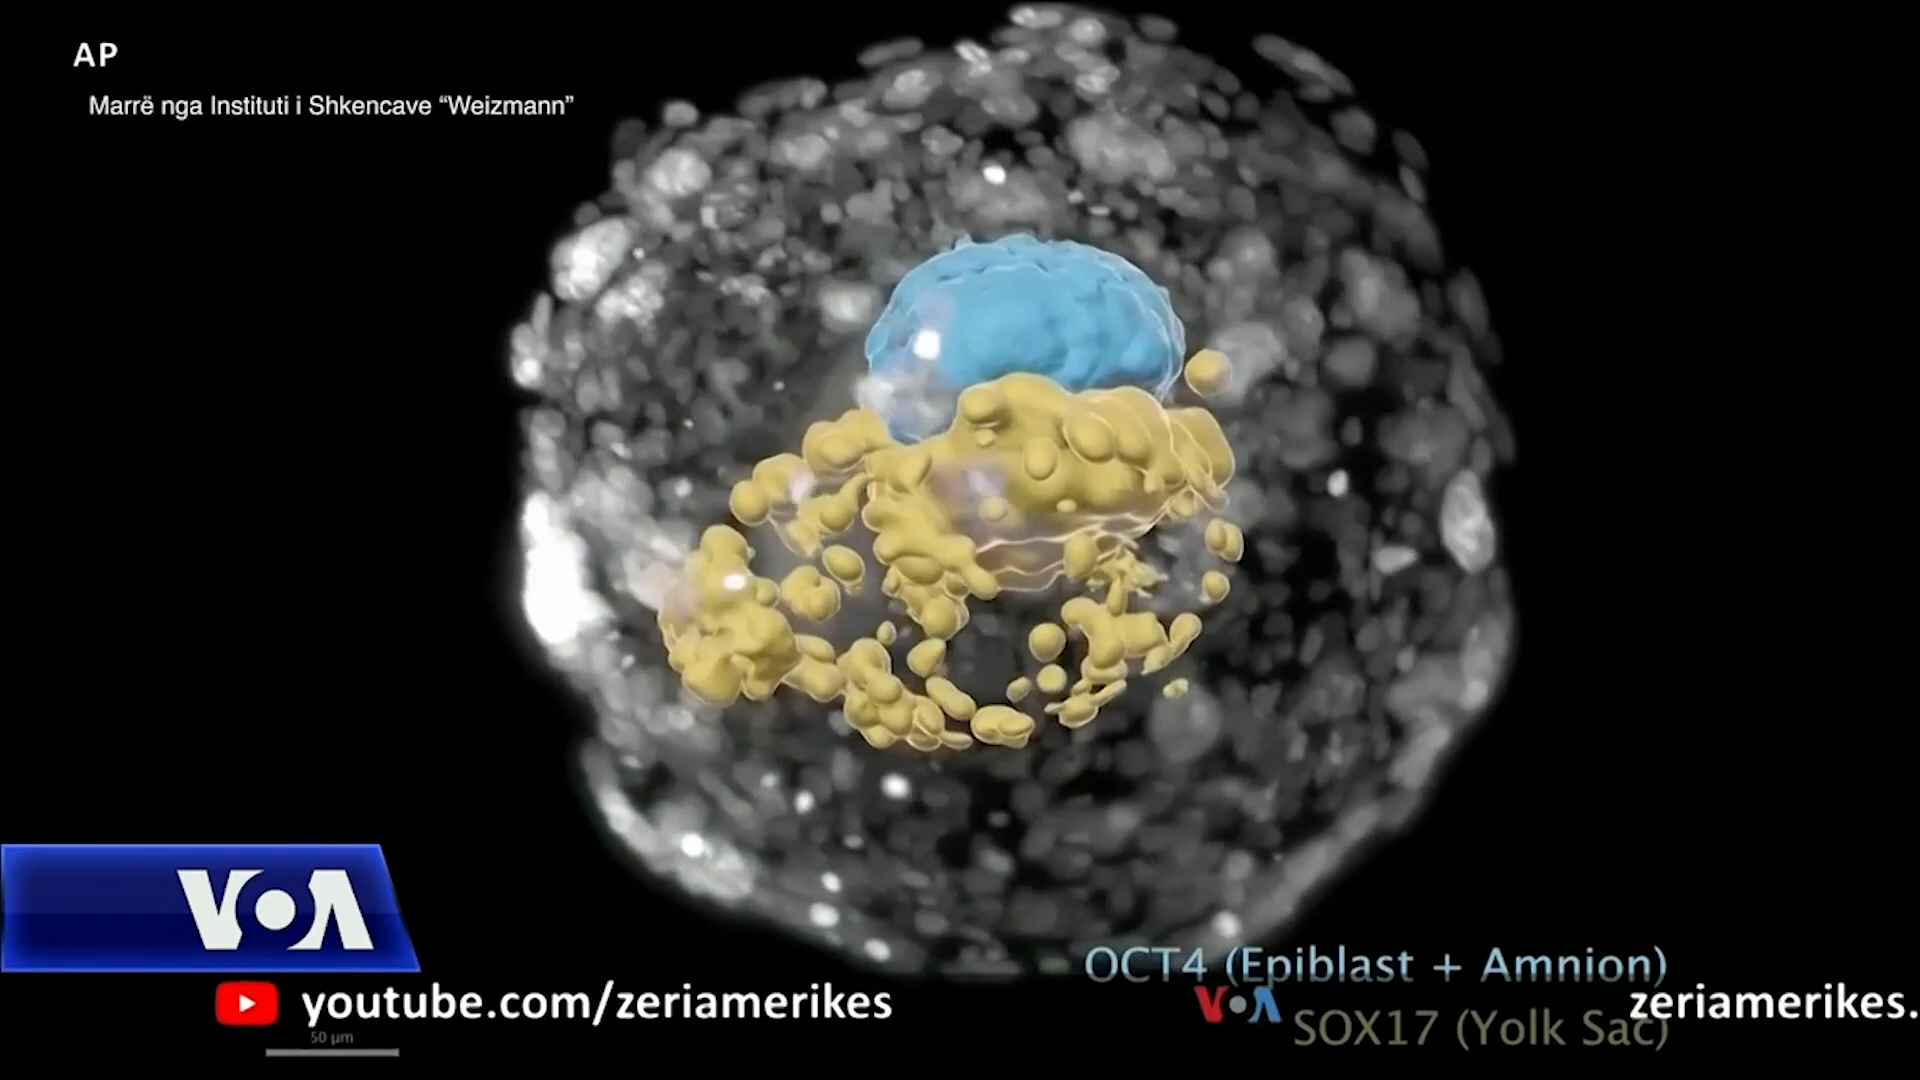 AP
Marrë nga Instituti i Shkencave “Weizmann”
VOA
OCT4 (Epiblast + Amnion)
youtube.com/zeriamerikes
VOA
zeriamerikes.
SOX17 (Yolk Sac)
50 µm